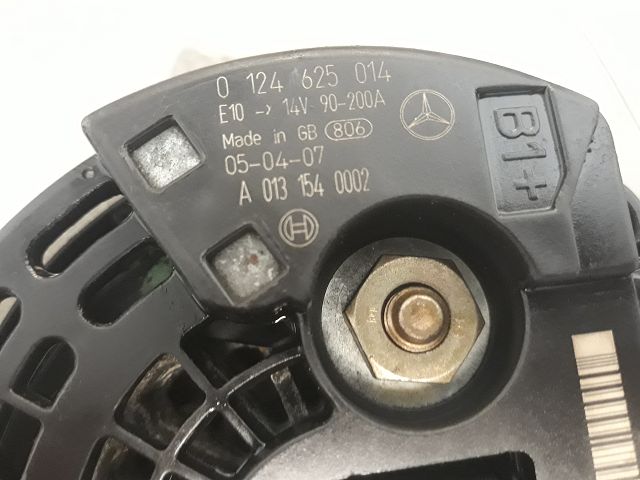 0 124 625 014
E10 -> 14V 90-200A
Made in GB 806
05-04-07
A 013 154 0002
B1+